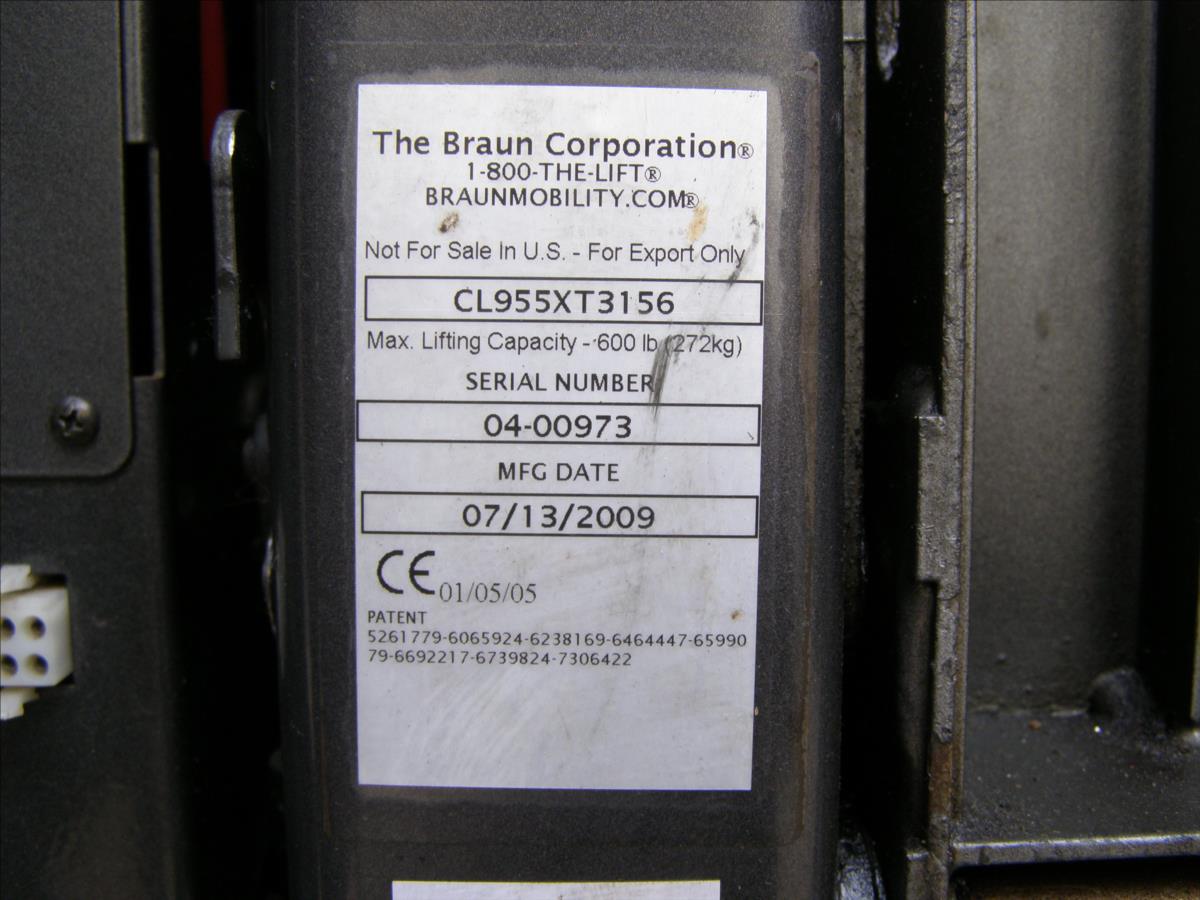 The Braun Corporation®
1-800-THE-LIFT®
BRAUNMOBILITY.COM®
Not For Sale In U.S. - For Export Only
CL955XT3156
Max. Lifting Capacity - 600 lb (272kg)
SERIAL NUMBER
04-00973
MFG DATE
07/13/2009
CE 01/05/05
PATENT
5261779-6065924-6238169-6464447-65990
79-6692217-6739824-7306422